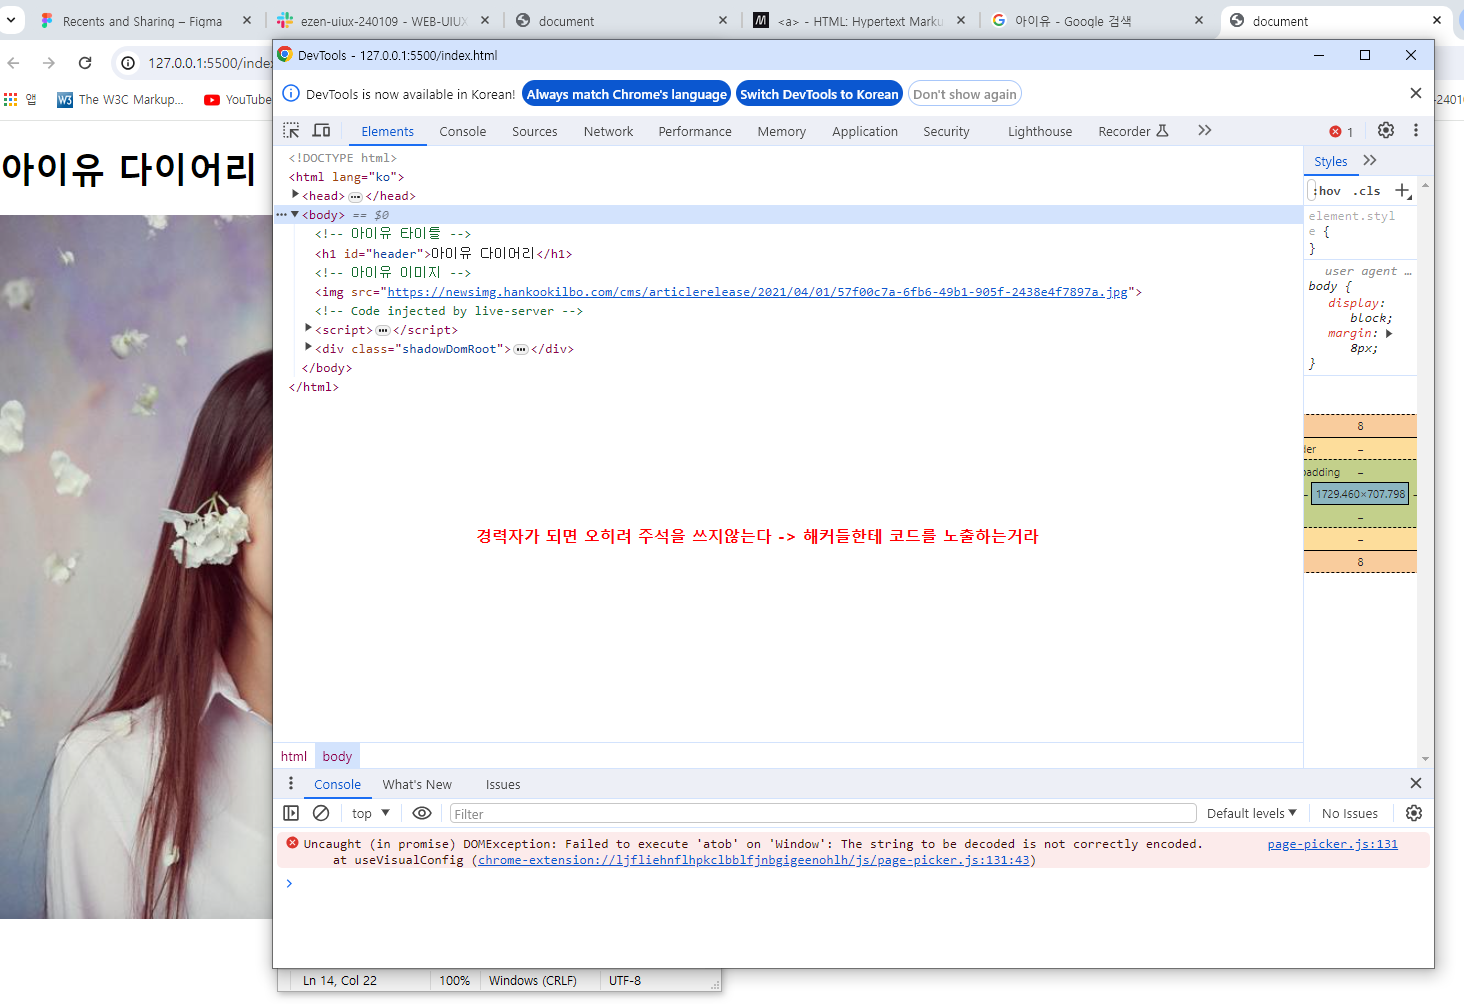 Recents and Sharing – Figma
ezen-uiux-240109 - WEB-UIUX
document
<a> - HTML: Hypertext Marku
아이유 - Google 검색
document
127.0.0.1:5500/inde
앱
The W3C Markup...
YouTube
-2401
아이유 다이어리
DevTools - 127.0.0.1:5500/index.html
DevTools is now available in Korean!
Always match Chrome's language
Switch DevTools to Korean
Don't show again
Elements
Console
Sources
Network
Performance
Memory
Application
Security
Lighthouse
Recorder
1
<!DOCTYPE html>
<html lang="ko">
<head> … </head>
… <body> == $0
<!-- 아이유 타이틀 -->
<h1 id="header">아이유 다이어리</h1>
<!-- 아이유 이미지 -->
<img src="https://newsimg.hankookilbo.com/cms/articlerelease/2021/04/01/57f00c7a-6fb6-49b1-905f-2438e4f7897a.jpg">
<!-- Code injected by live-server -->
<script> … </script>
<div class="shadowDomRoot"> … </div>
</body>
</html>
경력자가 되면 오히려 주석을 쓰지않는다 -> 해커들한테 코드를 노출하는거라
Styles
:hov .cls
element.styl
e {
}
user agent …
body {
display:
block;
margin:
8px;
}
8
der –
padding –
– 1729.460×707.798 –
–
–
8
html
body
Console
What's New
Issues
top
Filter
Default levels
No Issues
Uncaught (in promise) DOMException: Failed to execute 'atob' on 'Window': The string to be decoded is not correctly encoded.
page-picker.js:131
at useVisualConfig (chrome-extension://ljfliehnflhpkclbblfjnbgigeenohlh/js/page-picker.js:131:43)
Ln 14, Col 22
100%
Windows (CRLF)
UTF-8